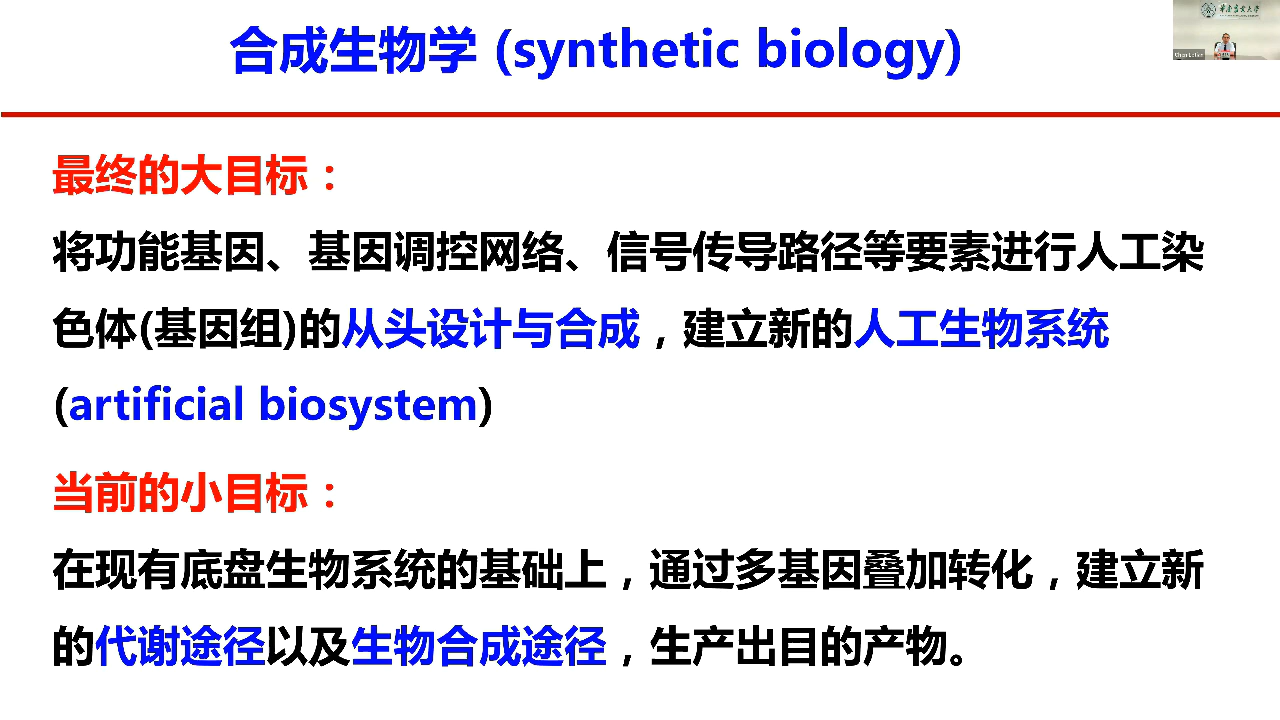 合成生物学 (synthetic biology)
华南农业大学
最终的大目标：
将功能基因、基因调控网络、信号传导路径等要素进行人工染
色体(基因组)的从头设计与合成，建立新的人工生物系统
(artificial biosystem)
当前的小目标：
在现有底盘生物系统的基础上，通过多基因叠加转化，建立新
的代谢途径以及生物合成途径，生产出目的产物。